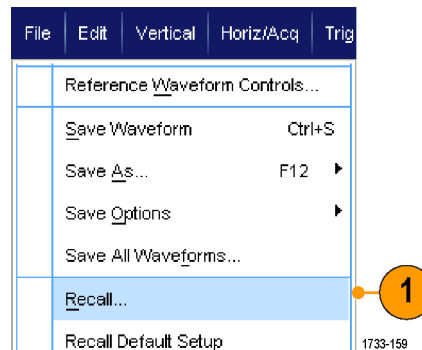 File Edit Vertical Horiz/Acq Trig
Reference Waveform Controls...
Save Waveform Ctrl+S
Save As... F12
Save Options
Save All Waveforms...
Recall... 1
Recall Default Setup
1733-159